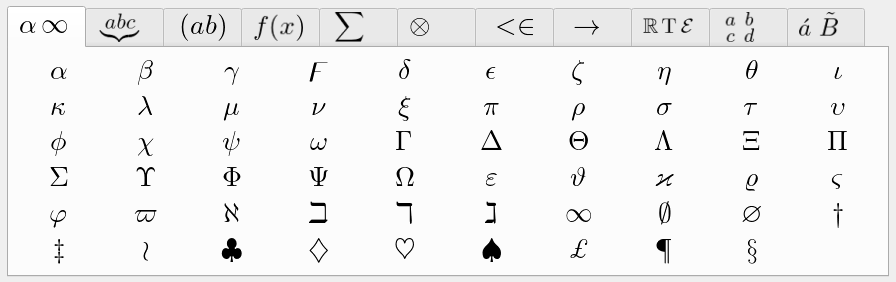 α ∞ abc (ab) f(x) ∑ ⊗ <∈ → ℝ T ℰ a b c d á B̃
α β γ ϝ δ ϵ ζ η θ ι
κ λ μ ν ξ π ρ σ τ υ
ϕ χ ψ ω Γ Δ Θ Λ Ξ Π
Σ ϒ Φ Ψ Ω ε ϑ ϰ ϱ ς
φ ϖ ℵ ℶ ℸ ℷ ∞ ∅ ∅ †
‡ ≀ ♣ ♢ ♡ ♠ £ ¶ §